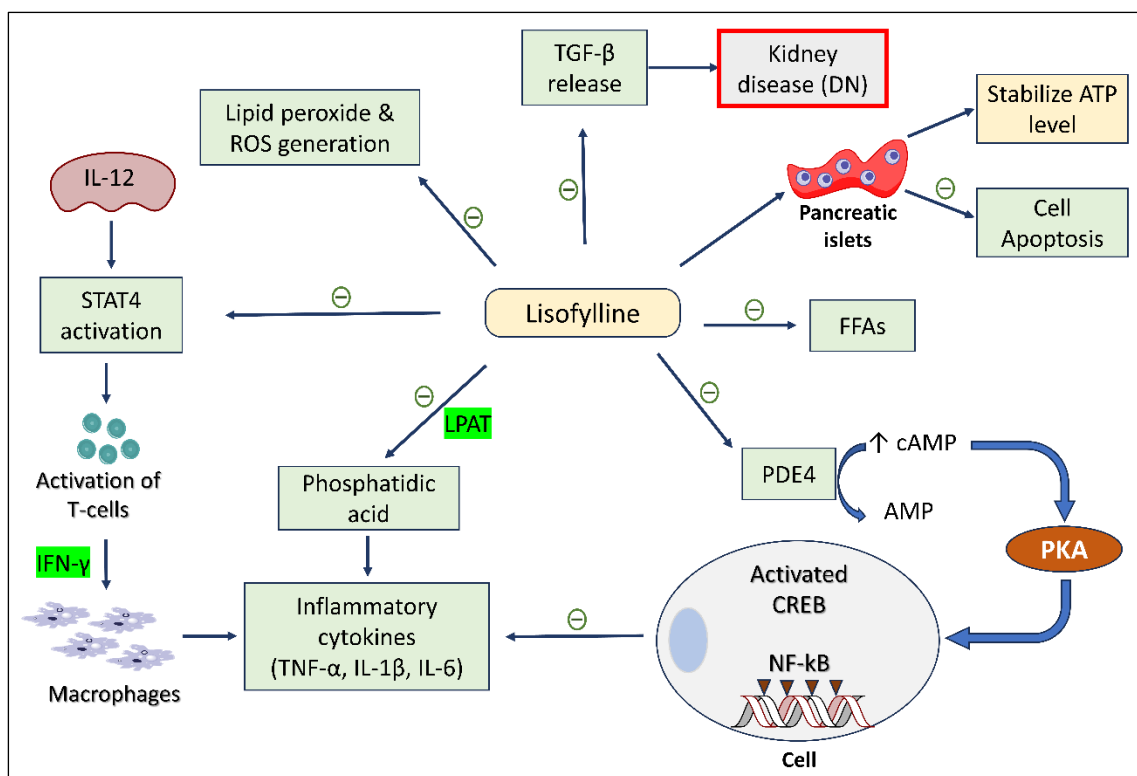 TGF-β
release
Kidney
disease (DN)
Lipid peroxide &
ROS generation
Stabilize ATP
level
IL-12
⊖
⊖
⊖
Pancreatic
islets
Cell
Apoptosis
STAT4
activation
⊖
Lisofylline
⊖
FFAs
⊖
LPAT
⊖
Activation of
T-cells
Phosphatidic
acid
PDE4
↑ cAMP
AMP
IFN-γ
PKA
Inflammatory
cytokines
(TNF-α, IL-1β, IL-6)
⊖
Activated
CREB
NF-kB
Macrophages
Cell